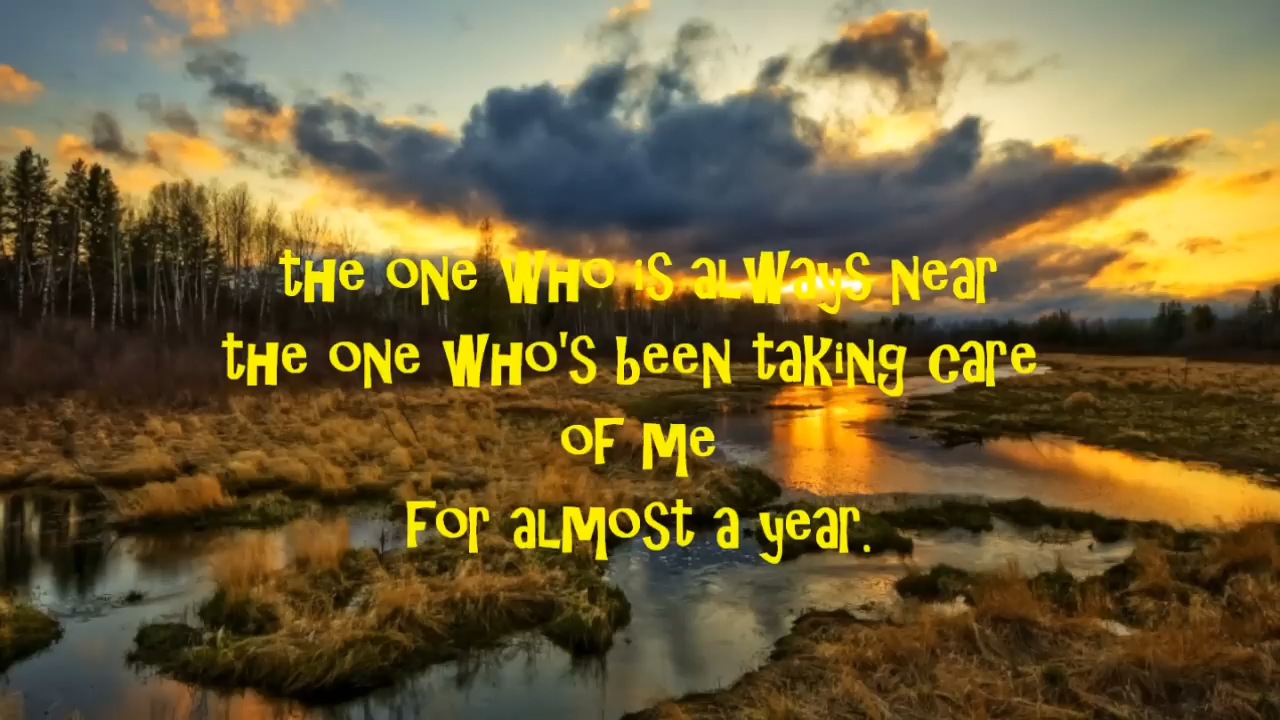 the one who is always near
the one who's been taking care
of me
For almost a year.